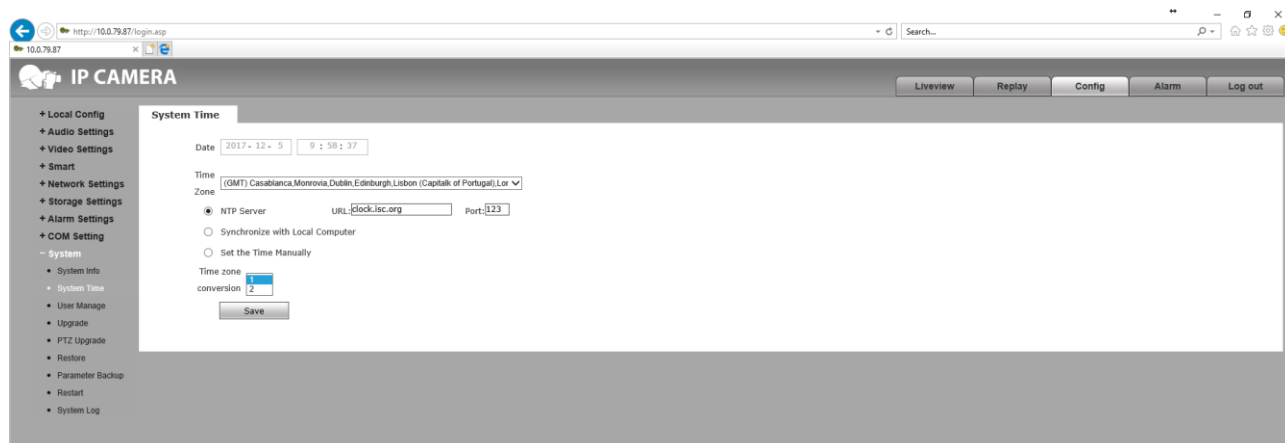 http://10.0.79.87/login.asp
Search...
10.0.79.87
IP CAMERA
Liveview Replay Config Alarm Log out
+ Local Config
+ Audio Settings
+ Video Settings
+ Smart
+ Network Settings
+ Storage Settings
+ Alarm Settings
+ COM Setting
− System
• System Info
• System Time
• User Manage
• Upgrade
• PTZ Upgrade
• Restore
• Parameter Backup
• Restart
• System Log
System Time
Date 2017- 12- 5 9 : 58 : 37
Time
Zone (GMT) Casablanca,Monrovia,Dublin,Edinburgh,Lisbon (Capitalk of Portugal),Lor
NTP Server URL:clock.isc.org Port:123
Synchronize with Local Computer
Set the Time Manually
Time zone
conversion 1
2
Save